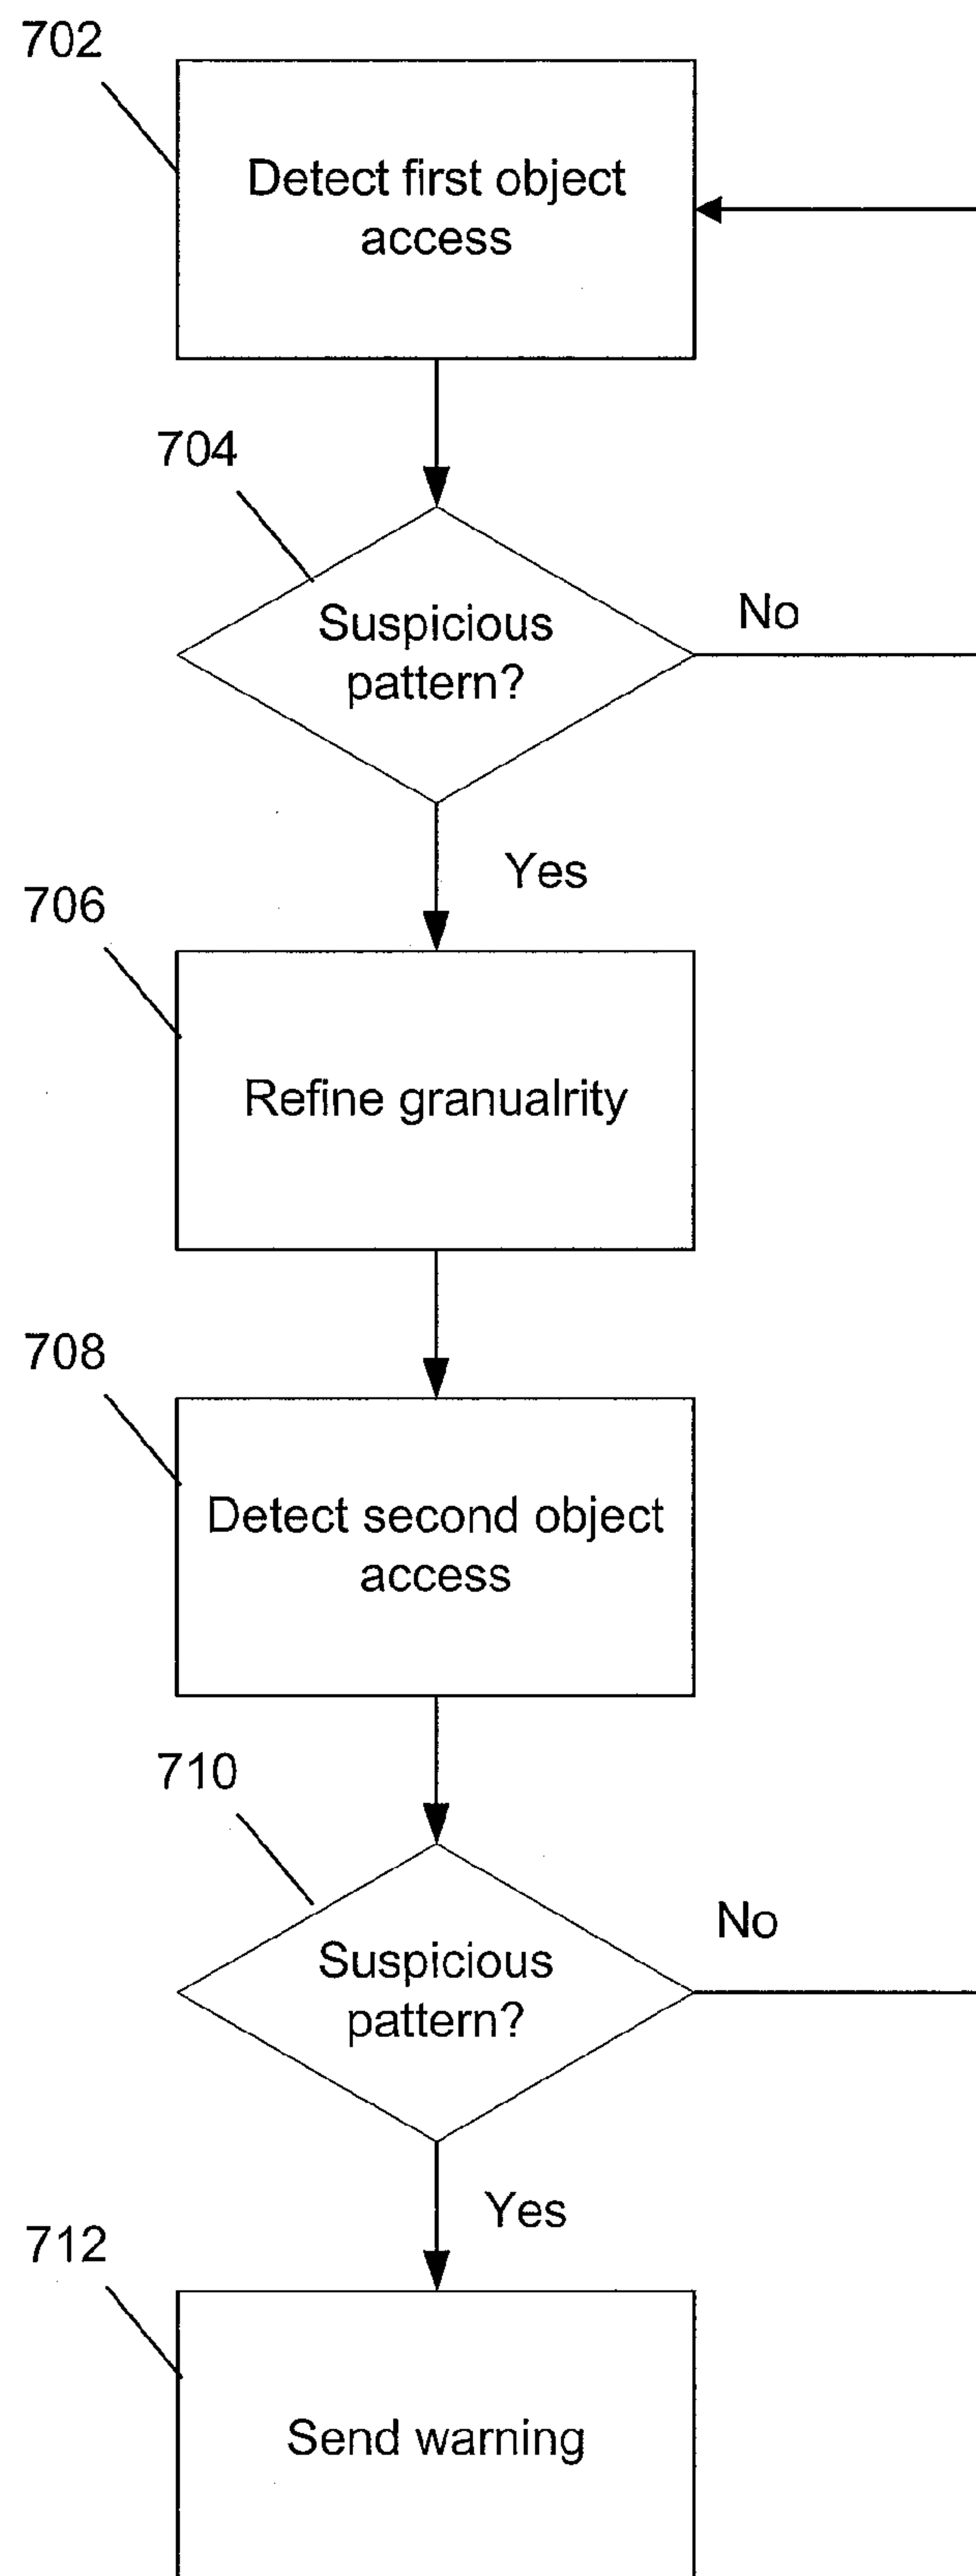 702
Detect first object
access
704
Suspicious
pattern?
No
Yes
706
Refine granualrity
708
Detect second object
access
710
Suspicious
pattern?
No
Yes
712
Send warning